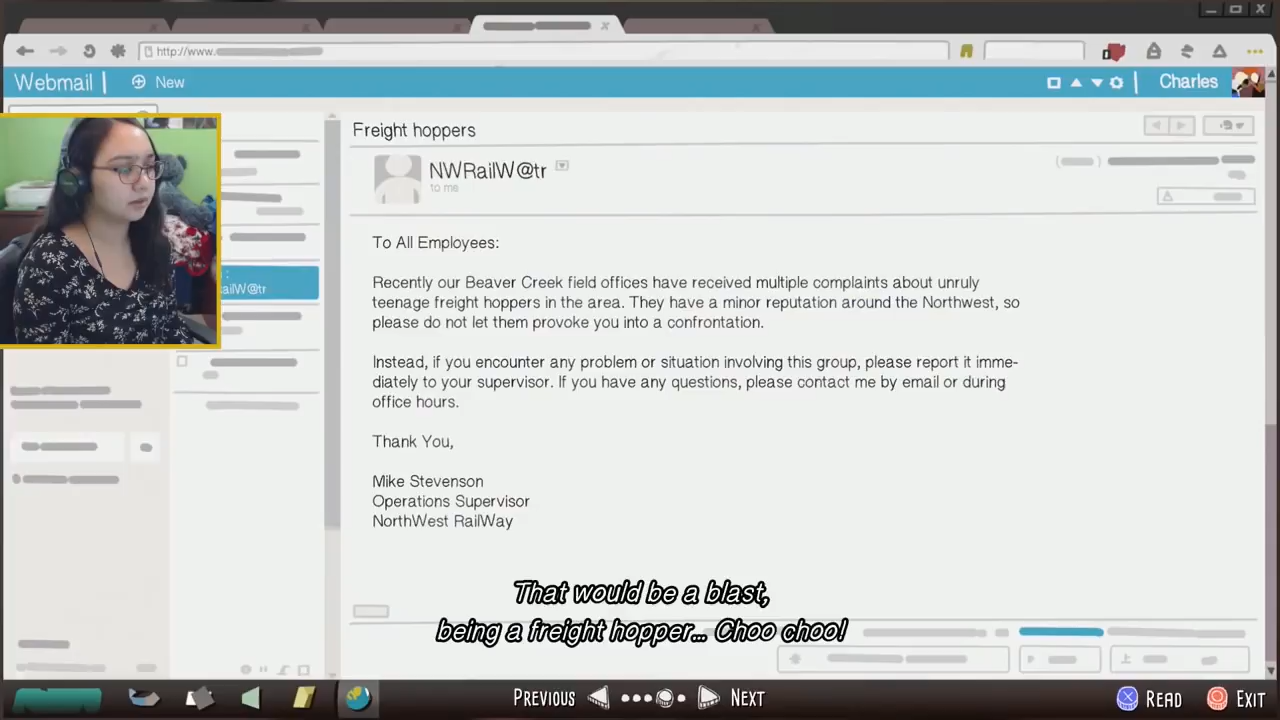 http://www.
Webmail | New
Charles
Freight hoppers
NWRailW@tr
to me
ailW@tr
To All Employees:
Recently our Beaver Creek field offices have received multiple complaints about unruly
teenage freight hoppers in the area. They have a minor reputation around the Northwest, so
please do not let them provoke you into a confrontation.
Instead, if you encounter any problem or situation involving this group, please report it imme-
diately to your supervisor. If you have any questions, please contact me by email or during
office hours.
Thank You,
Mike Stevenson
Operations Supervisor
NorthWest RailWay
That would be a blast,
being a freight hopper... Choo choo!
PREVIOUS NEXT
READ EXIT